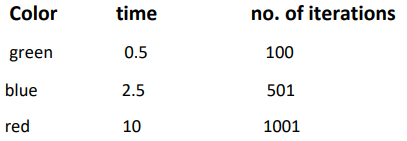 Color time no. of iterations
green 0.5 100
blue 2.5 501
red 10 1001